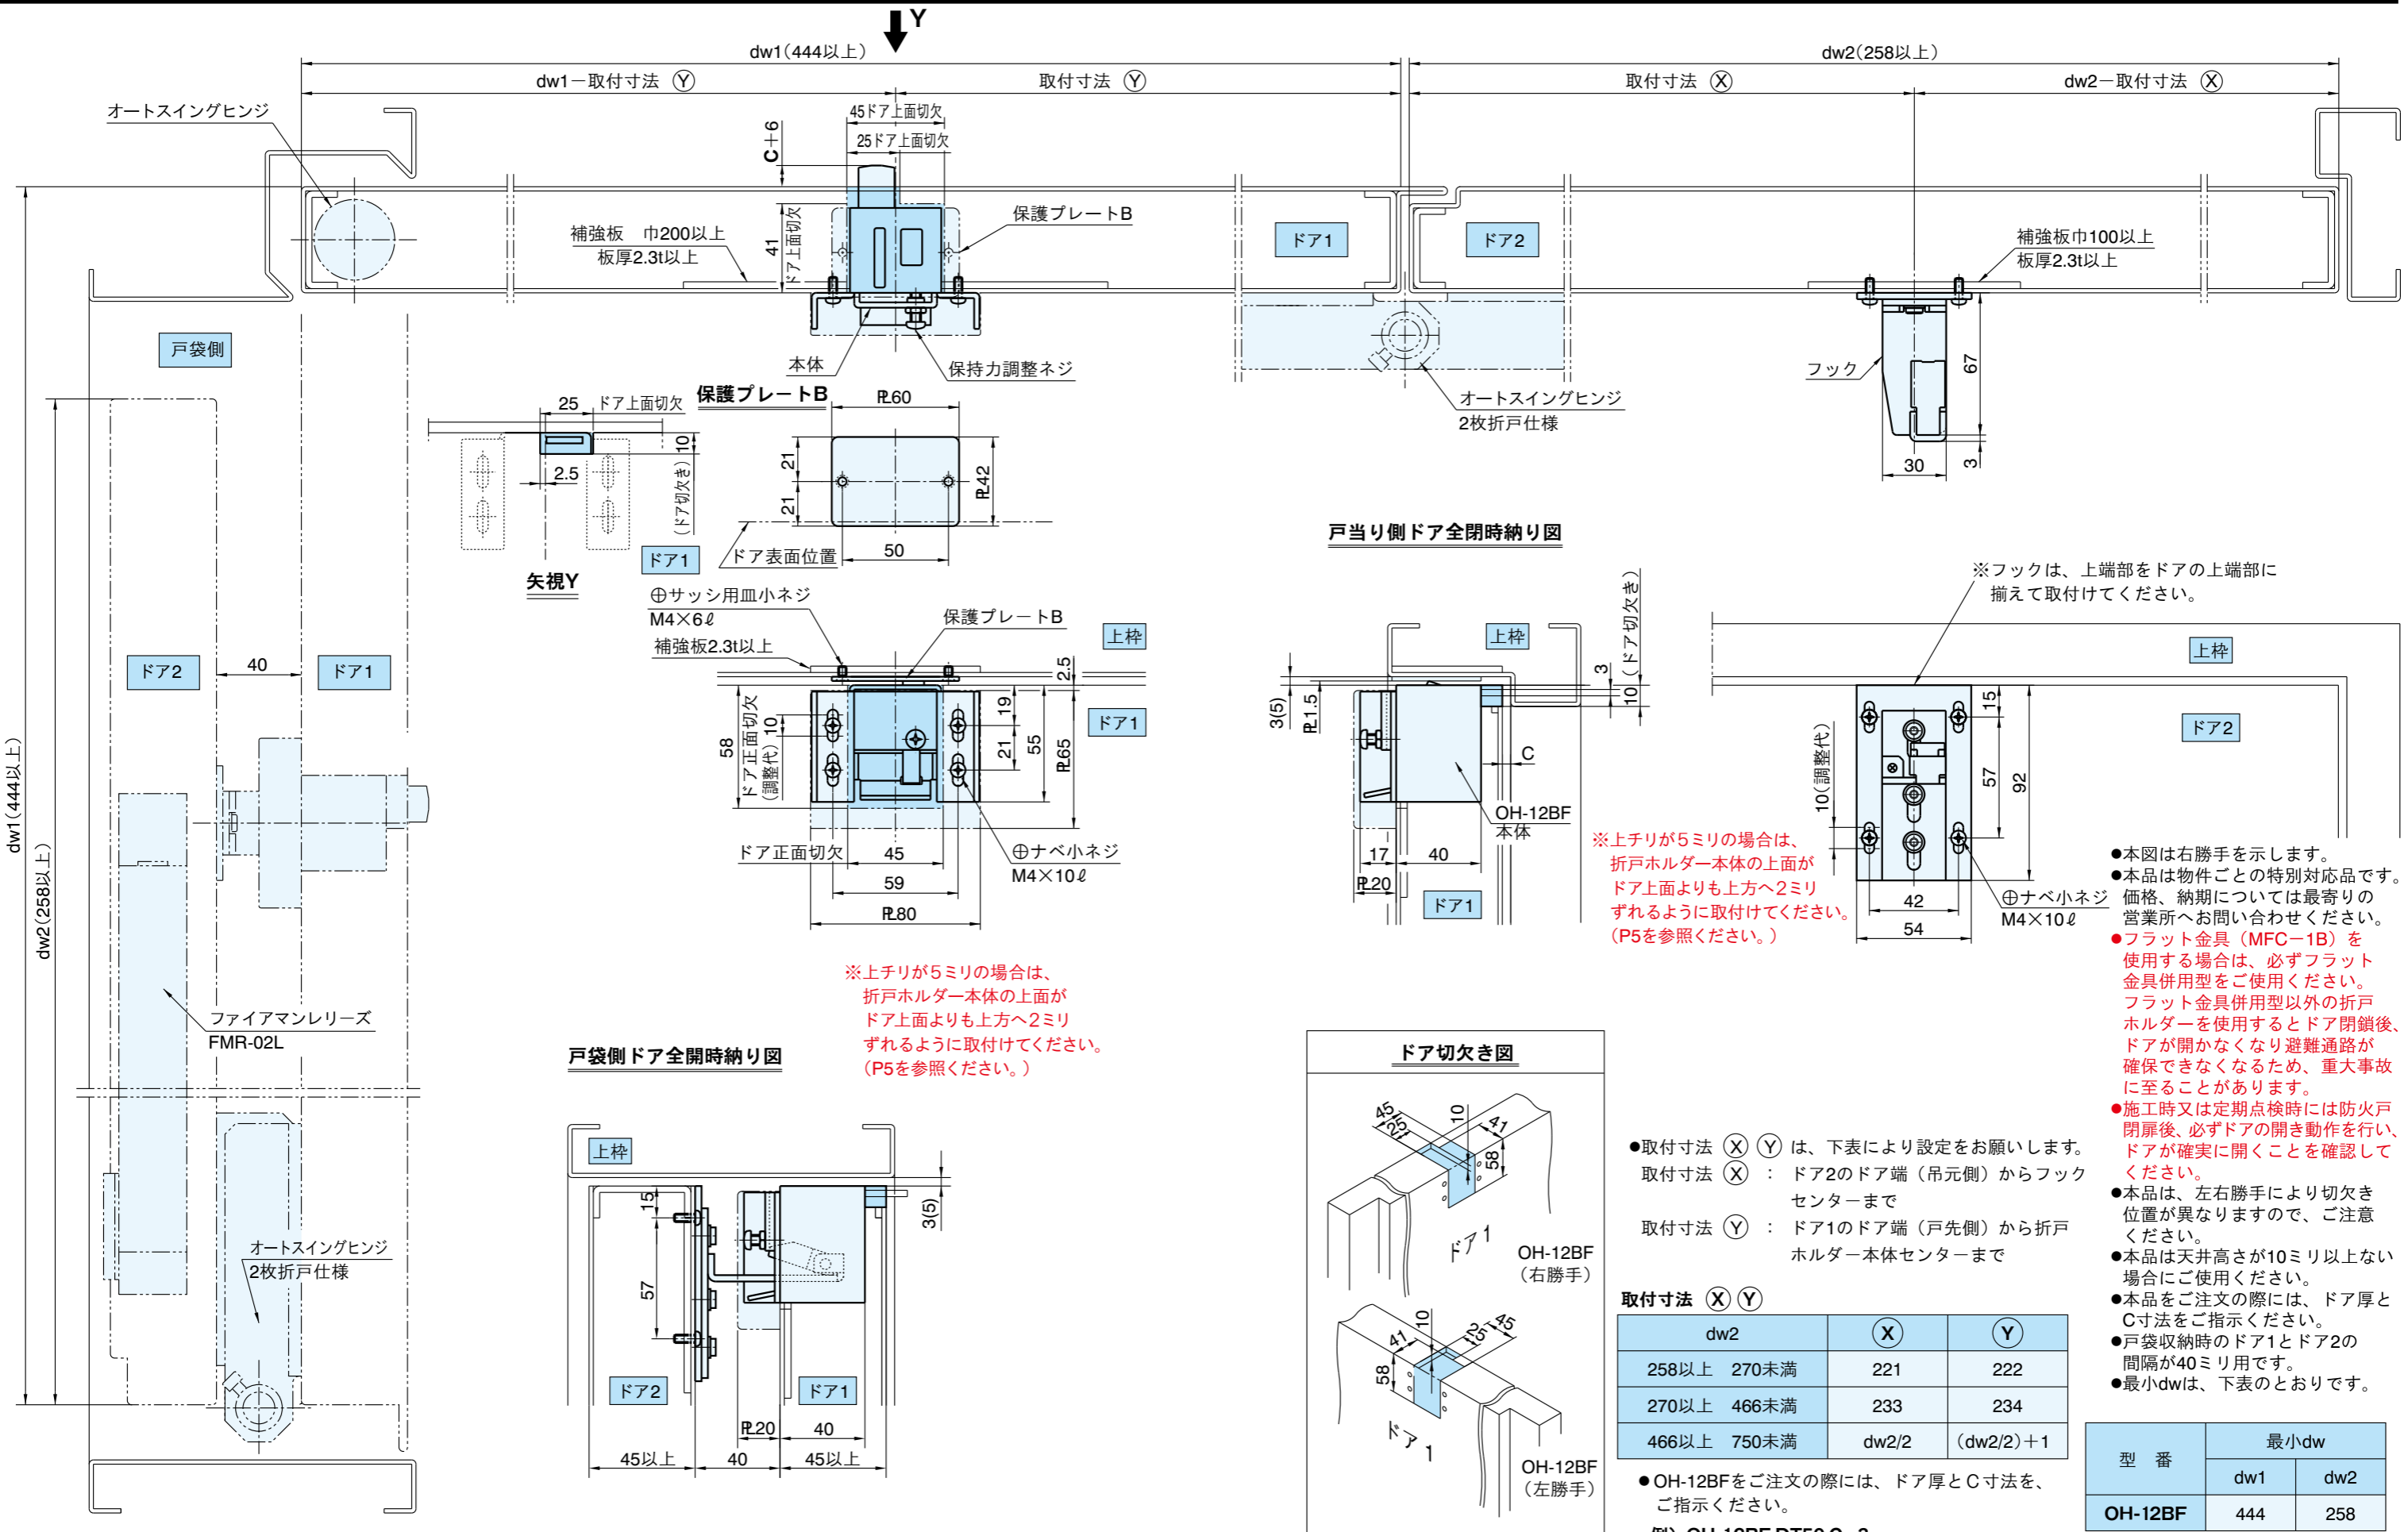 Y
dw1（444以上）
dw2（258以上）
dw1－取付寸法 Ⓨ
取付寸法 Ⓨ
取付寸法 Ⓧ
dw2－取付寸法 Ⓧ
オートスイングヒンジ
45ドア上面切欠
25ドア上面切欠
C＋6
41
ドア上面切欠
保護プレートB
補強板　巾200以上
板厚2.3t以上
ドア1
ドア2
補強板巾100以上
板厚2.3t以上
戸袋側
本体
保持力調整ネジ
フック
67
30
3
オートスイングヒンジ
2枚折戸仕様
25
ドア上面切欠
10
（ドア切欠き）
2.5
矢視Y
保護プレートB
PL60
21
21
PL42
50
ドア表面位置
ドア1
⊕サッシ用皿小ネジ
M4×6ℓ
補強板2.3t以上
保護プレートB
上枠
ドア1
2.5
58
ドア正面切欠
10
（調整代）
19
21
55
PL65
ドア正面切欠
45
59
PL80
⊕ナベ小ネジ
M4×10ℓ
※上チリが5ミリの場合は、
折戸ホルダー本体の上面が
ドア上面よりも上方へ2ミリ
ずれるように取付けてください。
（P5を参照ください。）
戸当り側ドア全閉時納り図
上枠
3(5)
PL1.5
3
10
（ドア切欠き）
C
OH-12BF
本体
17
40
PL20
ドア1
※上チリが5ミリの場合は、
折戸ホルダー本体の上面が
ドア上面よりも上方へ2ミリ
ずれるように取付けてください。
（P5を参照ください。）
※フックは、上端部をドアの上端部に
揃えて取付けてください。
上枠
ドア2
15
57
92
10（調整代）
42
54
⊕ナベ小ネジ
M4×10ℓ
dw1（444以上）
dw2（258以上）
ドア2
40
ドア1
ファイアマンレリーズ
FMR-02L
オートスイングヒンジ
2枚折戸仕様
戸袋側ドア全開時納り図
上枠
15
57
3(5)
ドア2
ドア1
PL20
40
45以上
40
45以上
ドア切欠き図
45
25
10
41
58
ドア1
OH-12BF
（右勝手）
10
41
25
45
58
ドア1
OH-12BF
（左勝手）
●取付寸法 Ⓧ Ⓨ は、下表により設定をお願いします。
取付寸法 Ⓧ ： ドア2のドア端（吊元側）からフック
センターまで
取付寸法 Ⓨ ： ドア1のドア端（戸先側）から折戸
ホルダー本体センターまで
取付寸法 Ⓧ Ⓨ
dw2 Ⓧ Ⓨ
258以上　270未満 221 222
270以上　466未満 233 234
466以上　750未満 dw2/2 (dw2/2)＋1
●OH-12BFをご注文の際には、ドア厚とC寸法を、
ご指示ください。
●本図は右勝手を示します。
●本品は物件ごとの特別対応品です。
価格、納期については最寄りの
営業所へお問い合わせください。
●フラット金具（MFC－1B）を
使用する場合は、必ずフラット
金具併用型をご使用ください。
フラット金具併用型以外の折戸
ホルダーを使用するとドア閉鎖後、
ドアが開かなくなり避難通路が
確保できなくなるため、重大事故
に至ることがあります。
●施工時又は定期点検時には防火戸
閉扉後、必ずドアの開き動作を行い、
ドアが確実に開くことを確認して
ください。
●本品は、左右勝手により切欠き
位置が異なりますので、ご注意
ください。
●本品は天井高さが10ミリ以上ない
場合にご使用ください。
●本品をご注文の際には、ドア厚と
C寸法をご指示ください。
●戸袋収納時のドア1とドア2の
間隔が40ミリ用です。
●最小dwは、下表のとおりです。
型　番 最小dw
dw1 dw2
OH-12BF 444 258